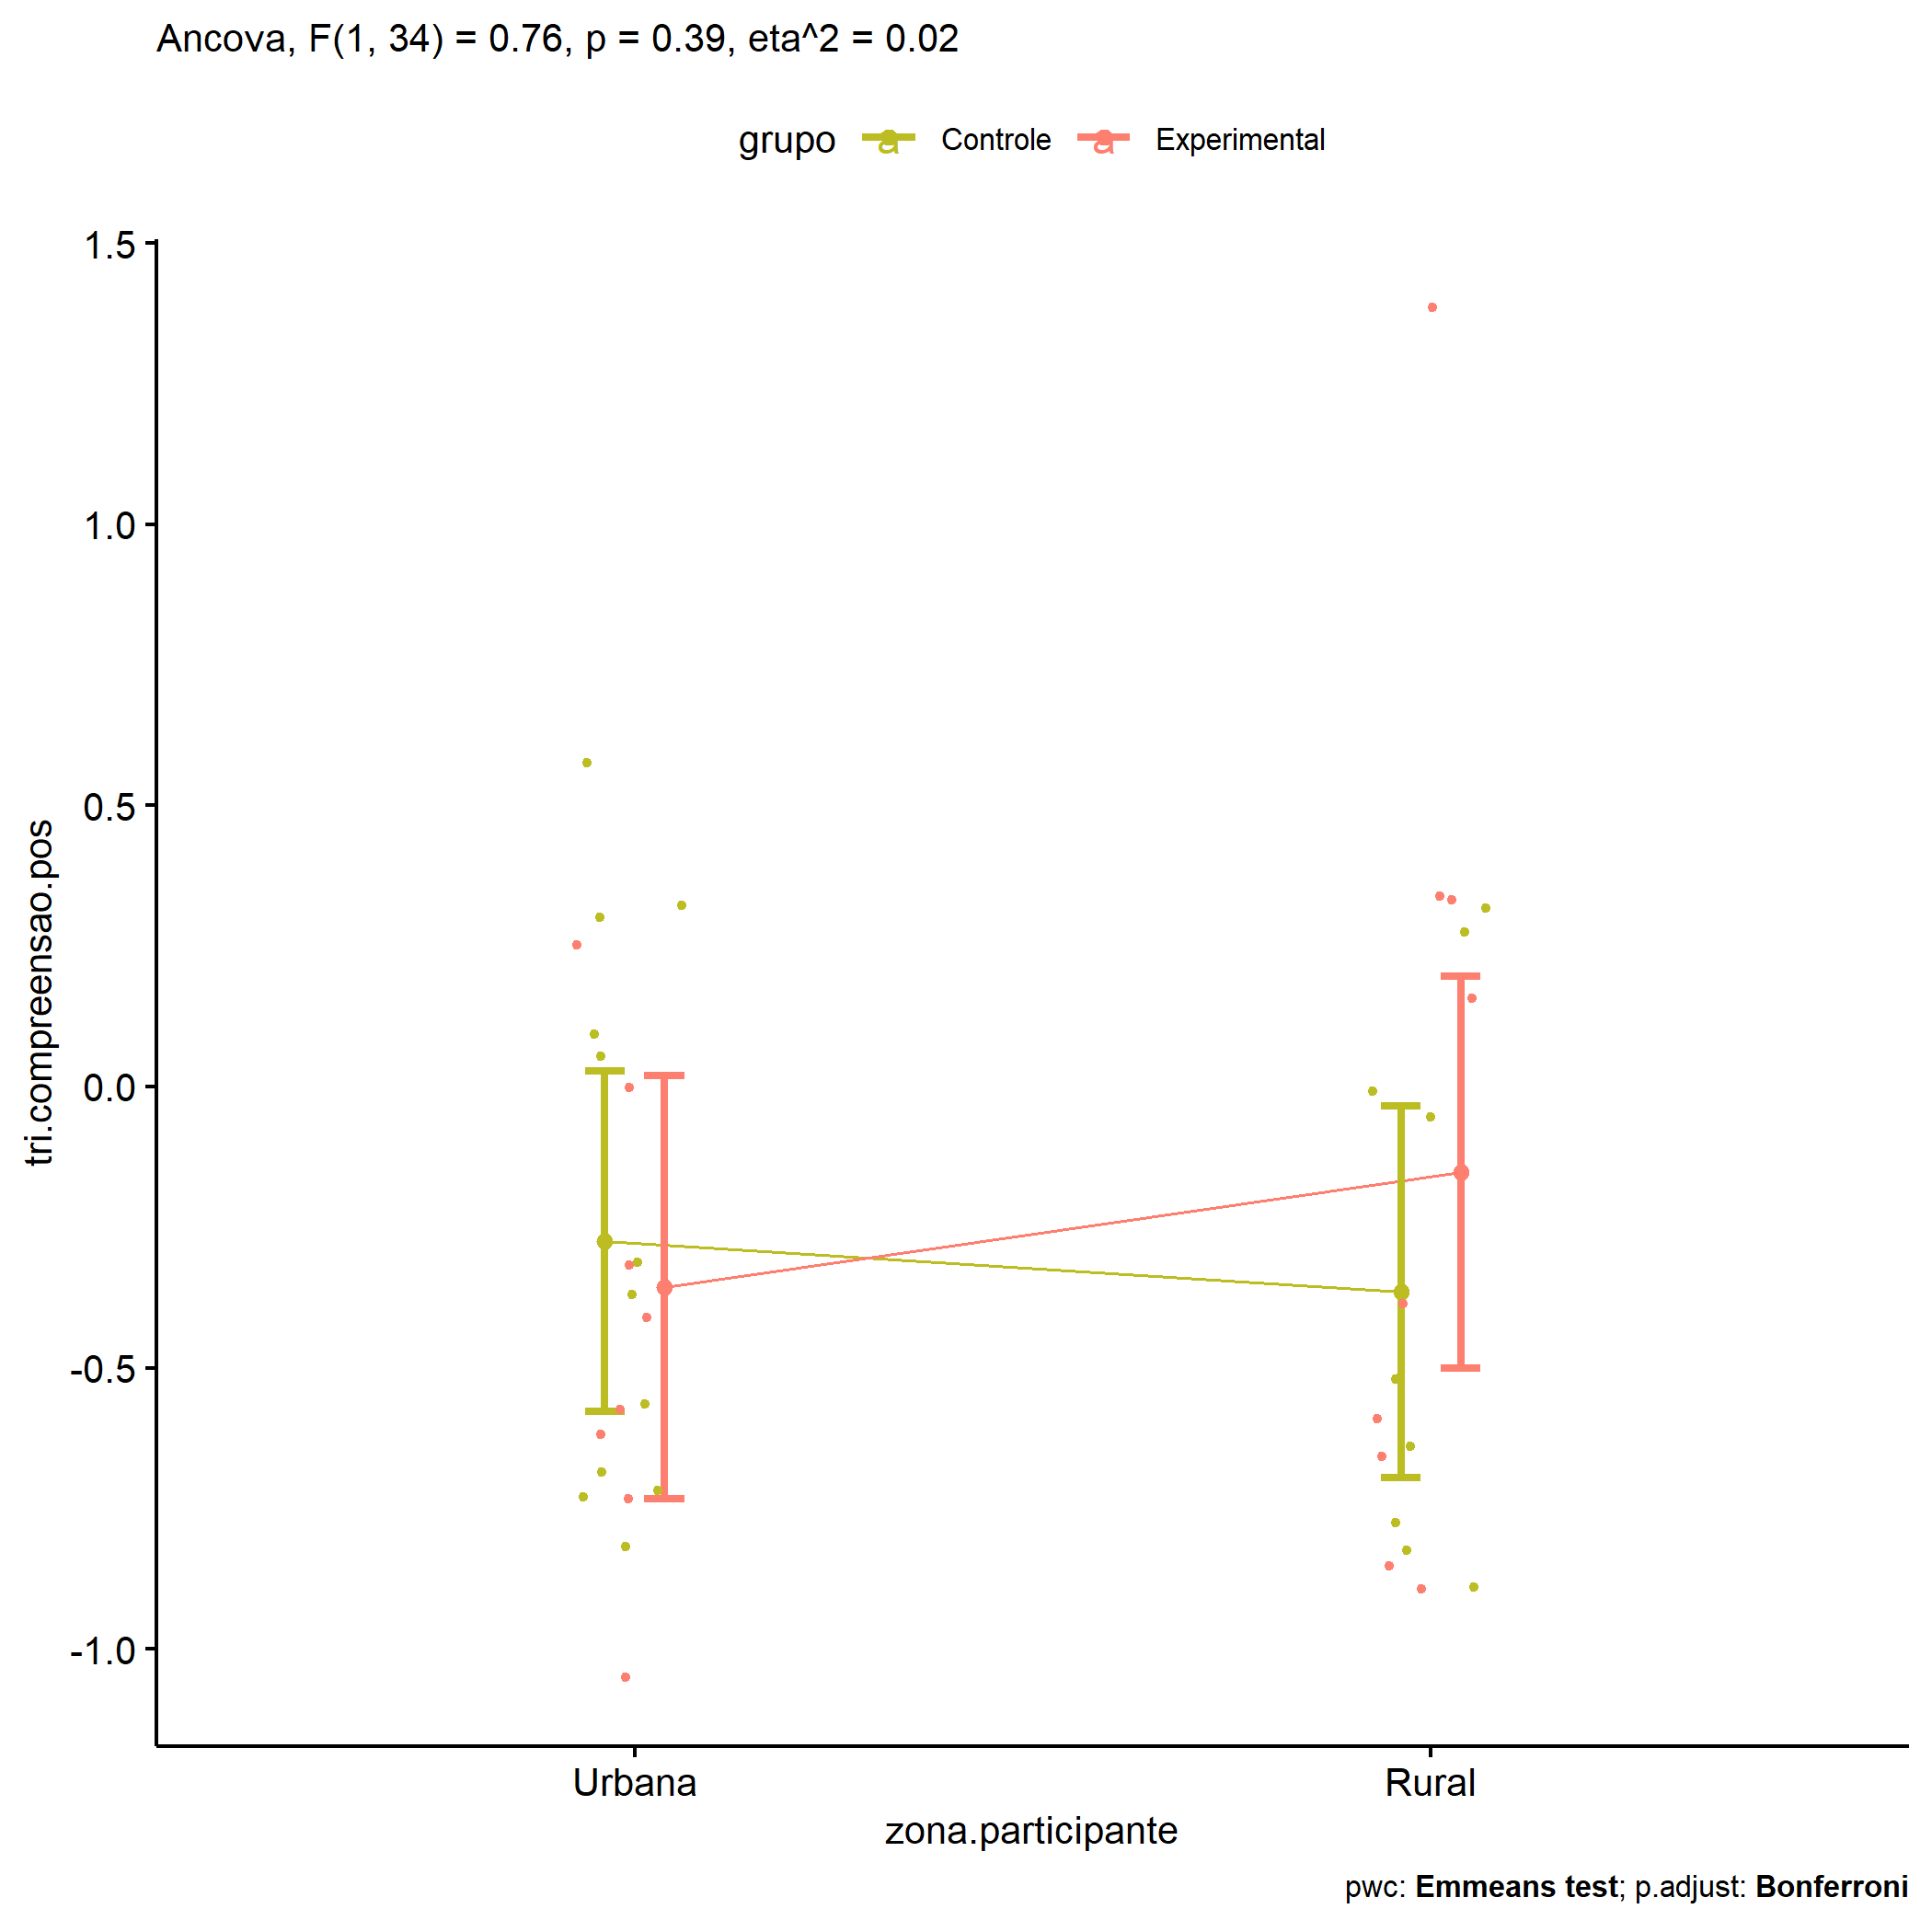 Ancova, F(1, 34) = 0.76, p = 0.39, eta^2 = 0.02
grupo a Controle a Experimental
1.5
1.0
0.5
0.0
-0.5
-1.0
tri.compreensao.pos
Urbana Rural
zona.participante
pwc: Emmeans test; p.adjust: Bonferroni